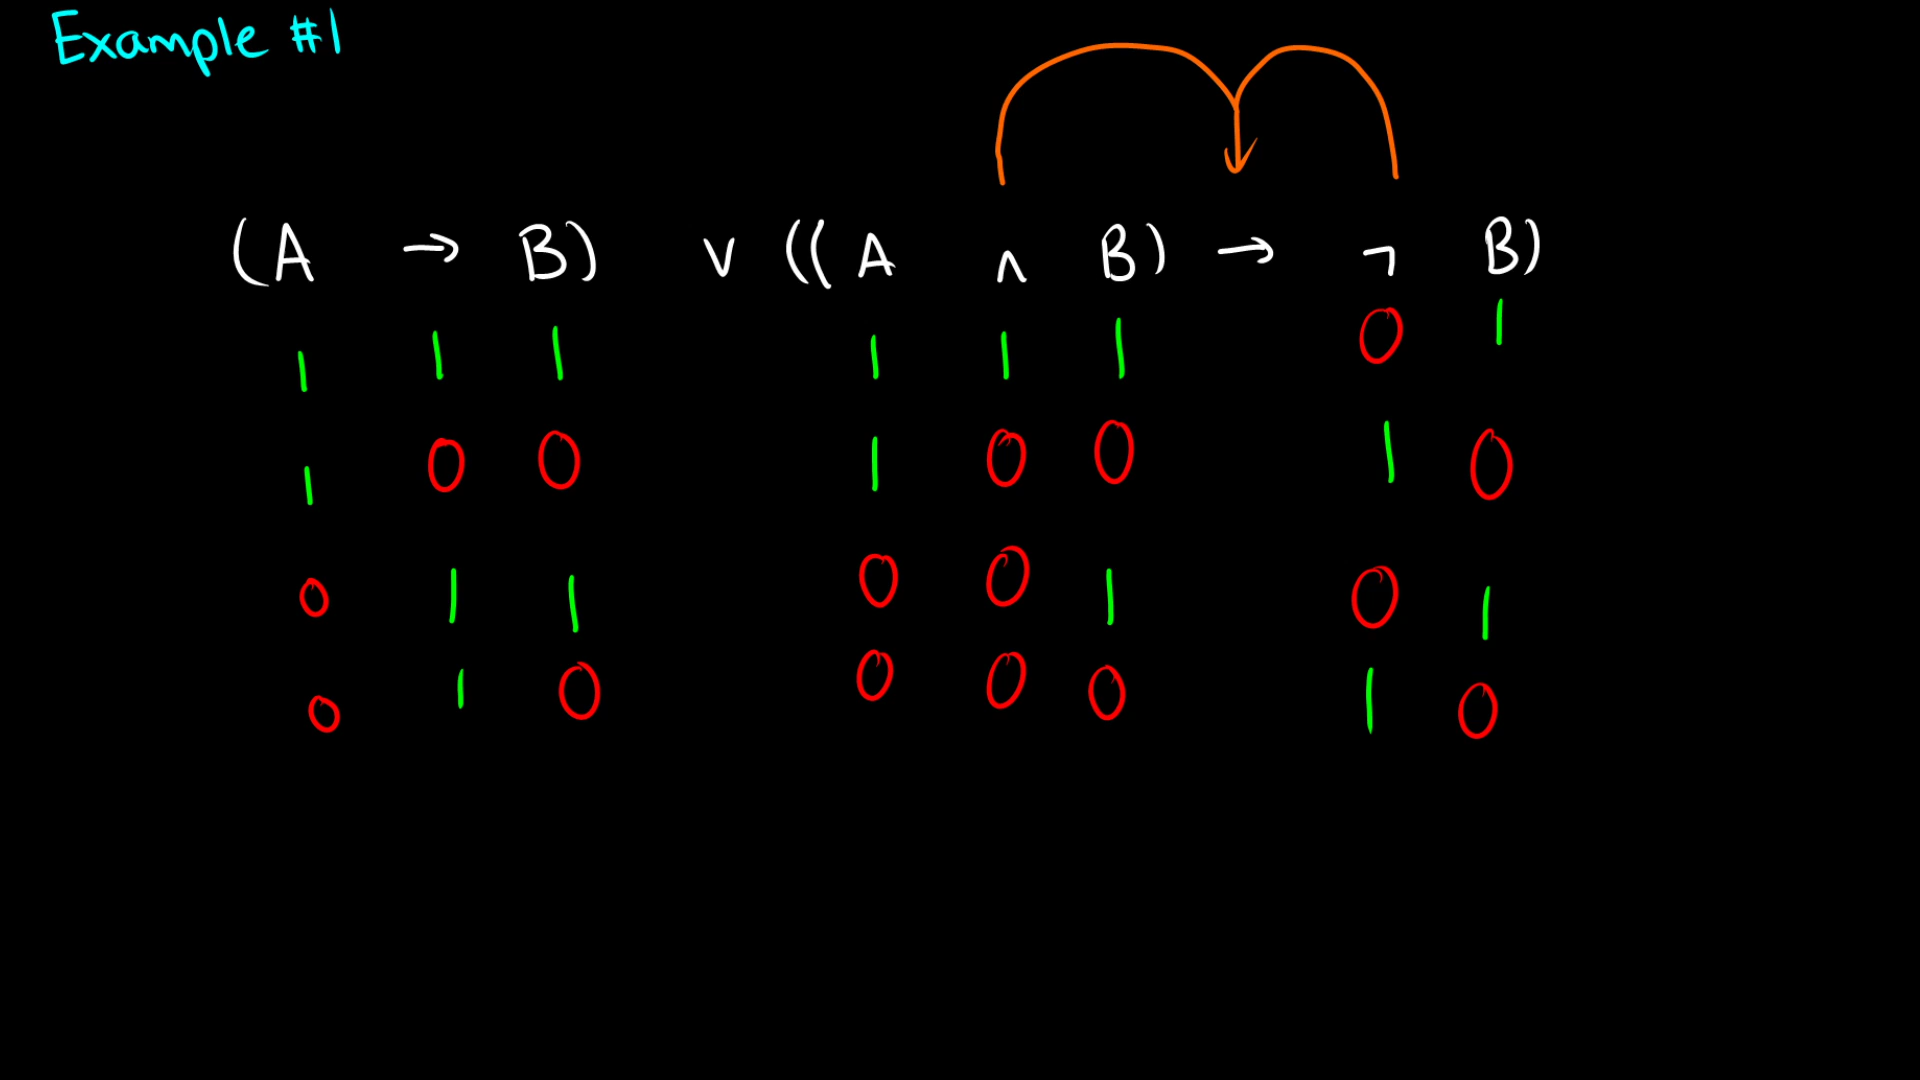 Example #1
(A → B) ∨ ((A ∧ B) → ¬ B)
1 1 1 1 1 1 0 1
1 0 0 1 0 0 1 0
0 1 1 0 0 1 0 1
0 1 0 0 0 0 1 0